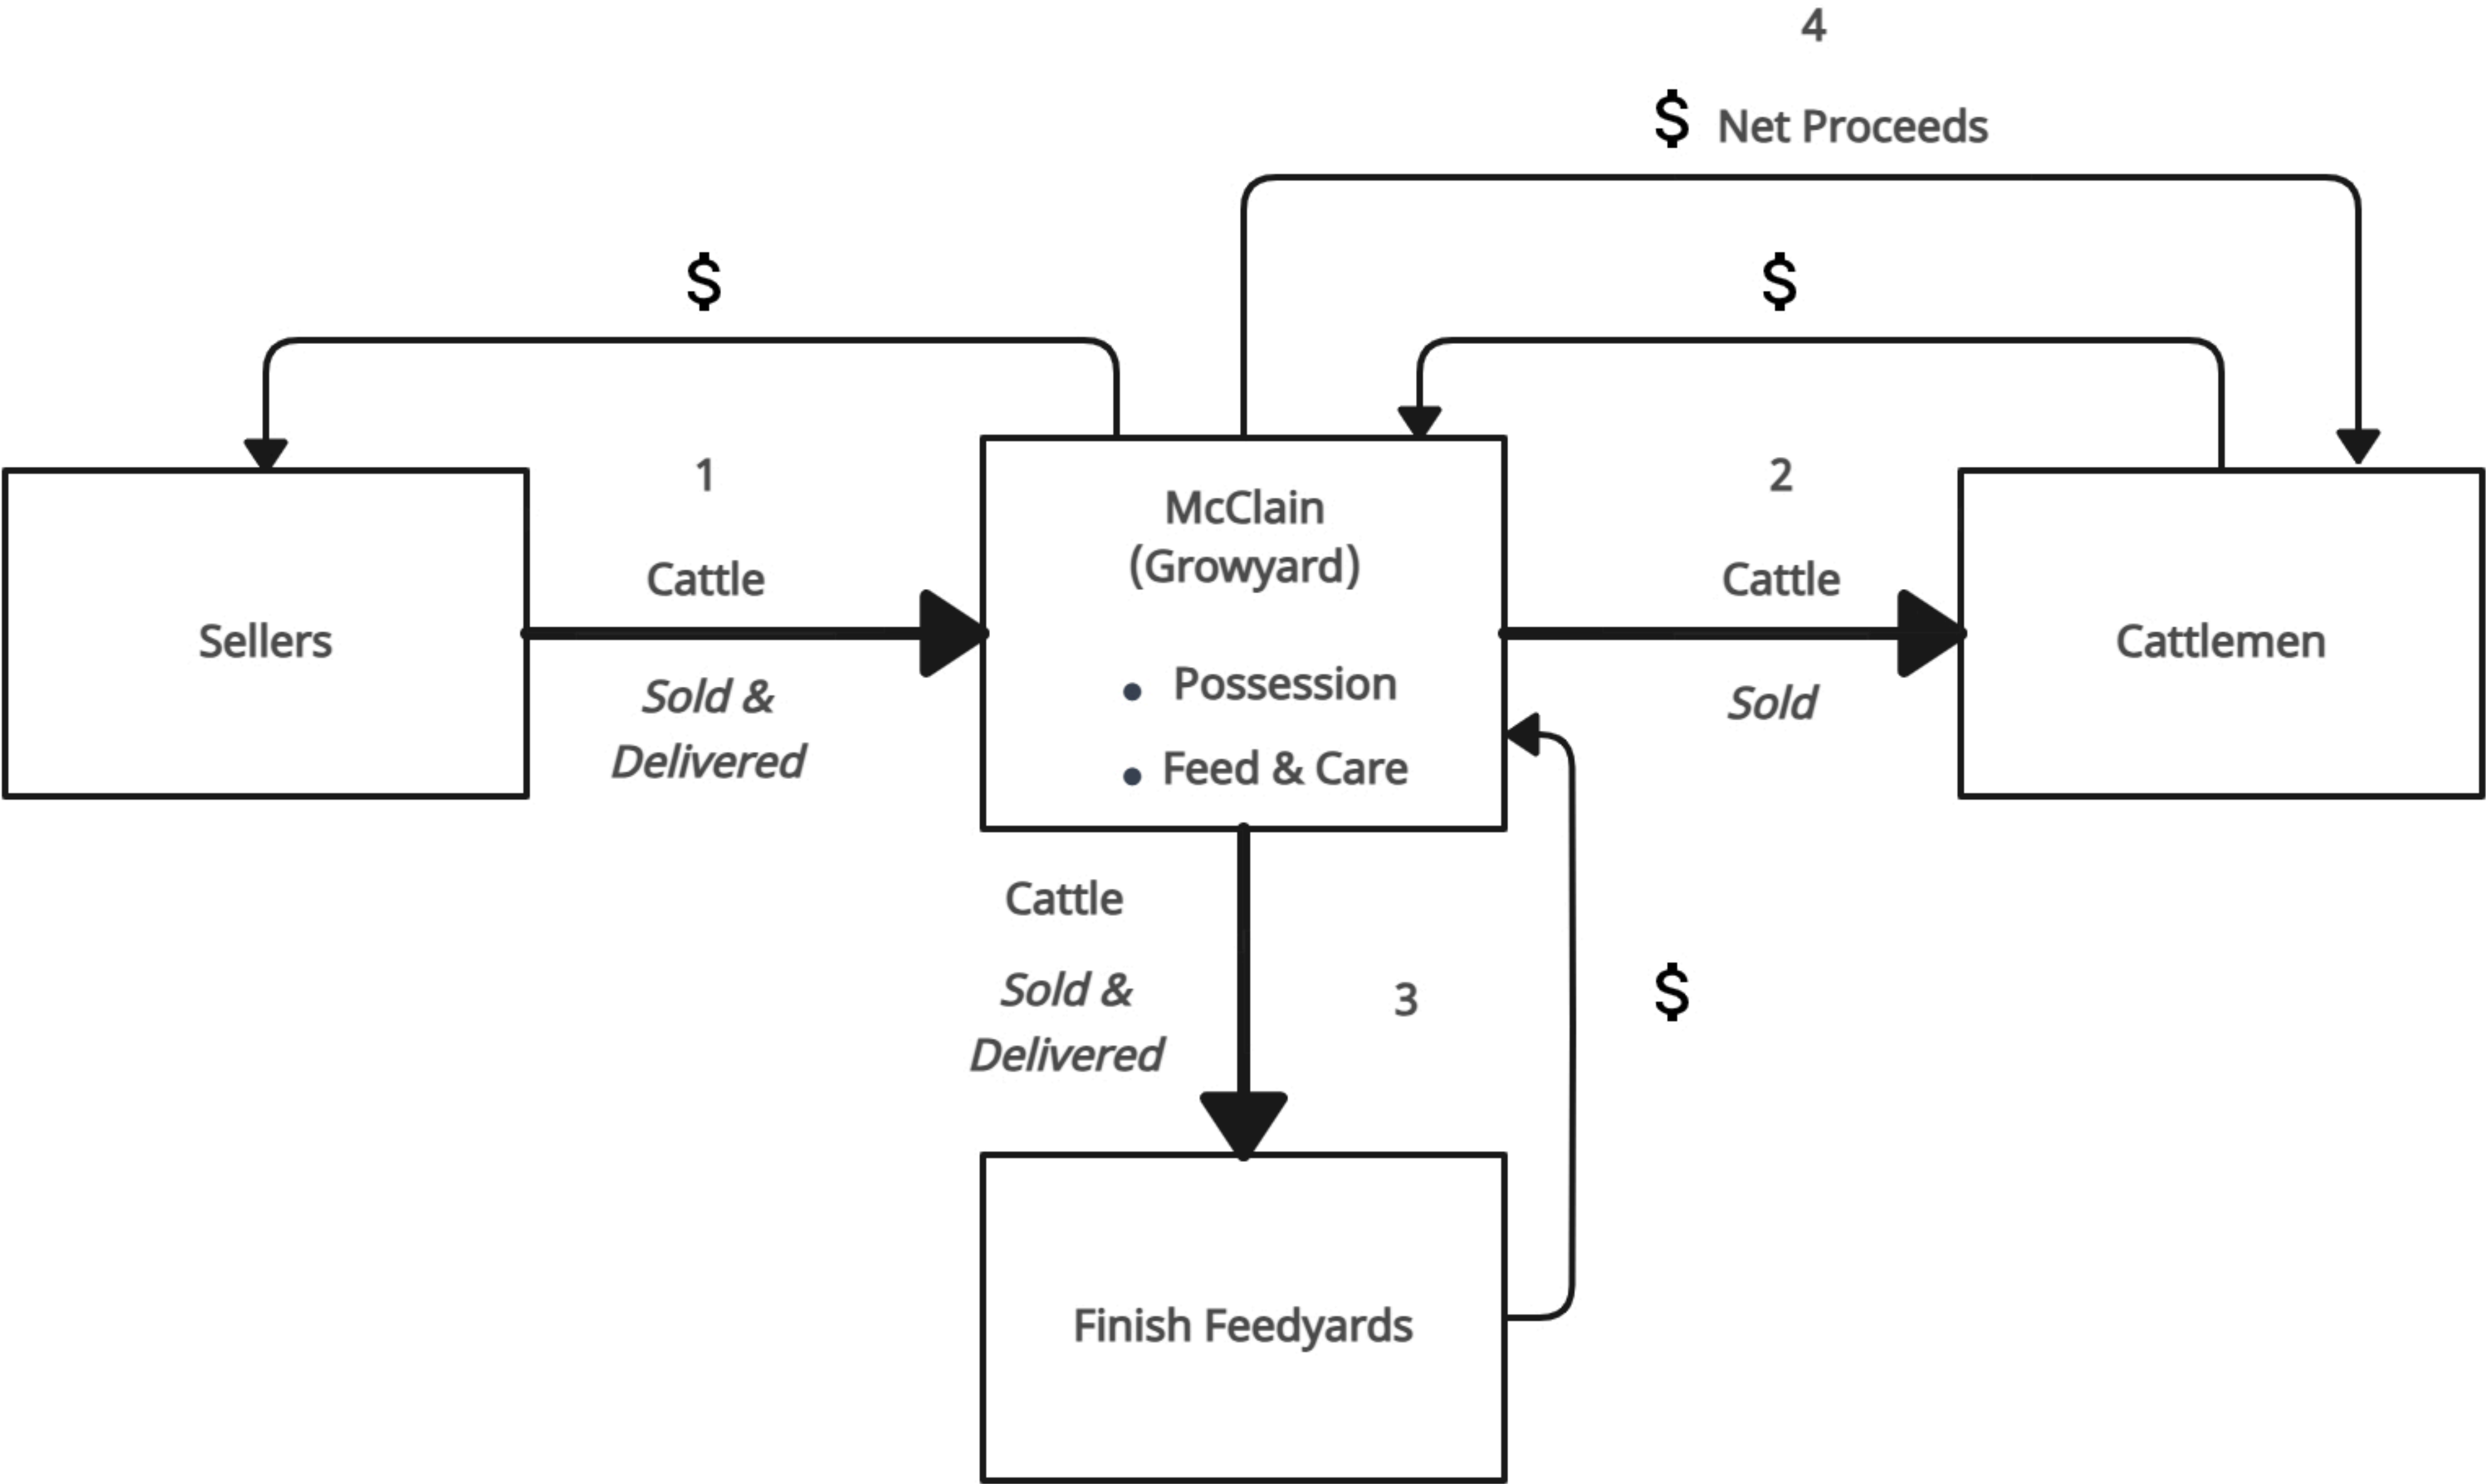 4
$ Net Proceeds
$
$
1
Cattle
Sold &
Delivered
Sellers
McClain
(Growyard)
• Possession
• Feed & Care
2
Cattle
Sold
Cattlemen
Cattle
Sold &
Delivered
3
$
Finish Feedyards